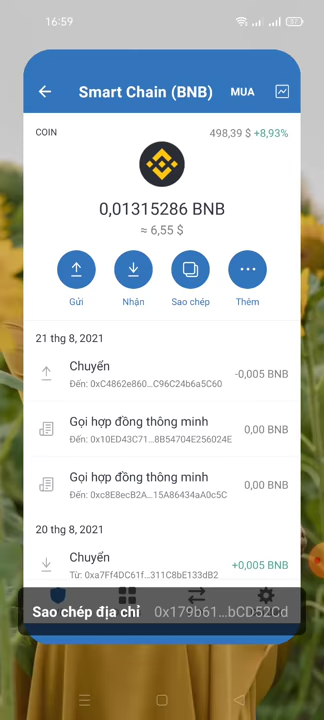 16:59
Smart Chain (BNB) MUA
COIN 498,39 $ +8,93%
0,01315286 BNB
≈ 6,55 $
Gửi Nhận Sao chép Thêm
21 thg 8, 2021
Chuyển -0,005 BNB
Đến: 0xC4862e860...C96C24b6a5C60
Gọi hợp đồng thông minh 0,00 BNB
Đến: 0x10ED43C71...8B54704E256024E
Gọi hợp đồng thông minh 0,00 BNB
Đến: 0xc8E8ecB2A...15A86434aA0c5C
20 thg 8, 2021
Chuyển +0,005 BNB
Từ: 0xa7Ff4DC61f...311C8bE133dB2
Sao chép địa chỉ 0x179b61...bCD52Cd